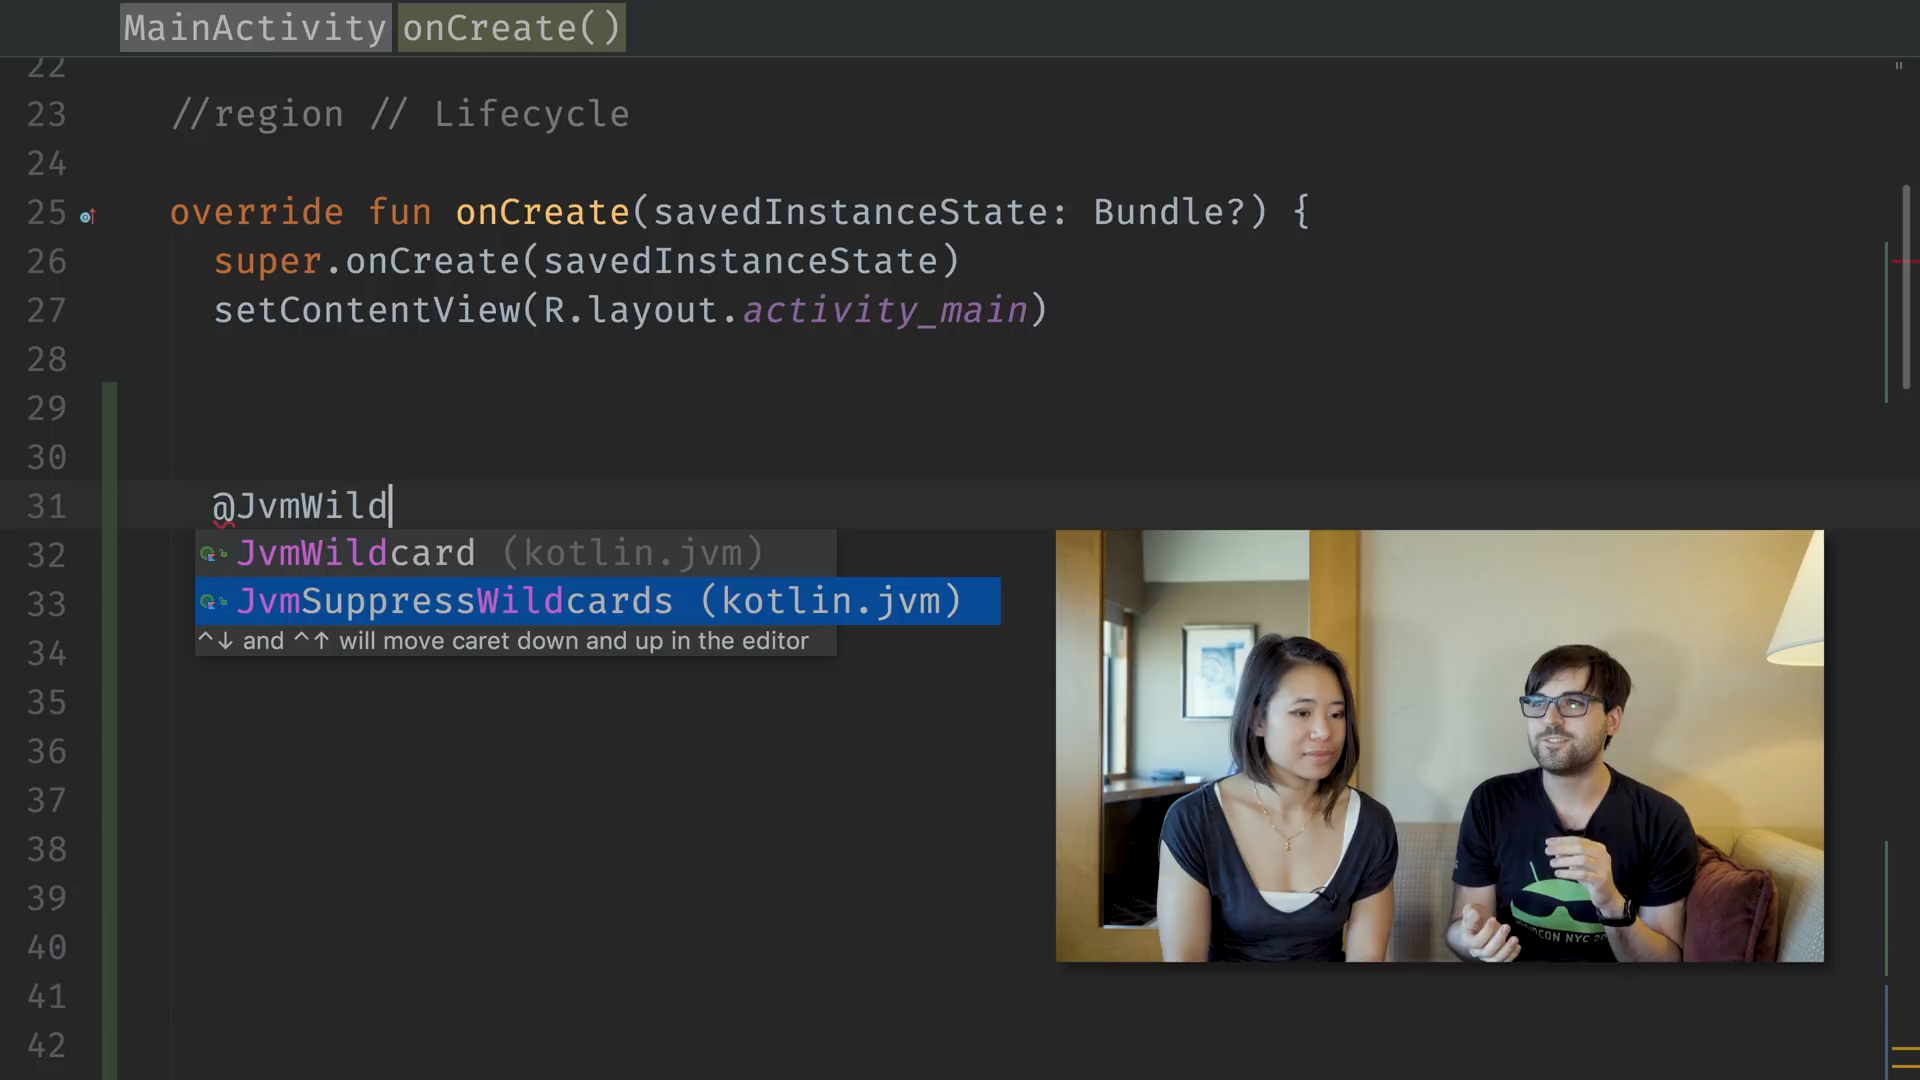 MainActivity onCreate()
22
23 //region // Lifecycle
24
25 override fun onCreate(savedInstanceState: Bundle?) {
26 super.onCreate(savedInstanceState)
27 setContentView(R.layout.activity_main)
28
29
30
31 @JvmWild
32 JvmWildcard (kotlin.jvm)
33 JvmSuppressWildcards (kotlin.jvm)
34 ^↓ and ^↑ will move caret down and up in the editor
35
36
37
38
39
40
41
42
CON NYC